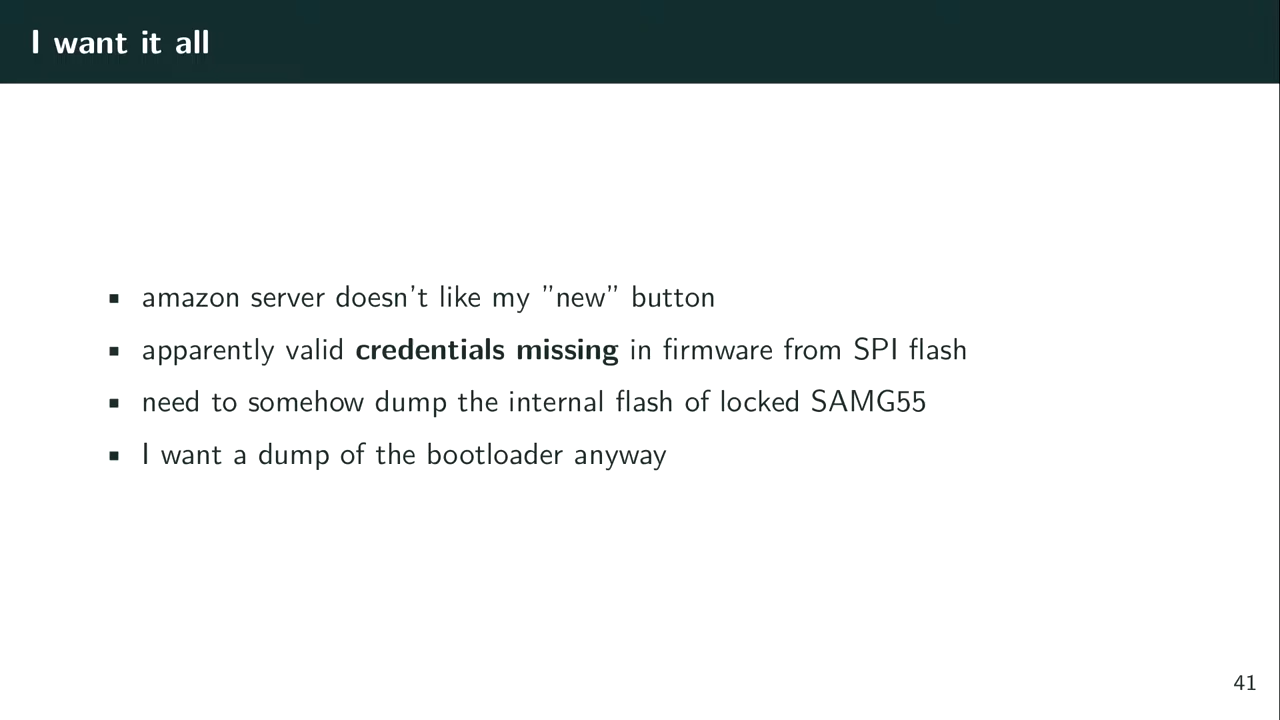 I want it all
▪ amazon server doesn't like my ”new” button
▪ apparently valid credentials missing in firmware from SPI flash
▪ need to somehow dump the internal flash of locked SAMG55
▪ I want a dump of the bootloader anyway
41